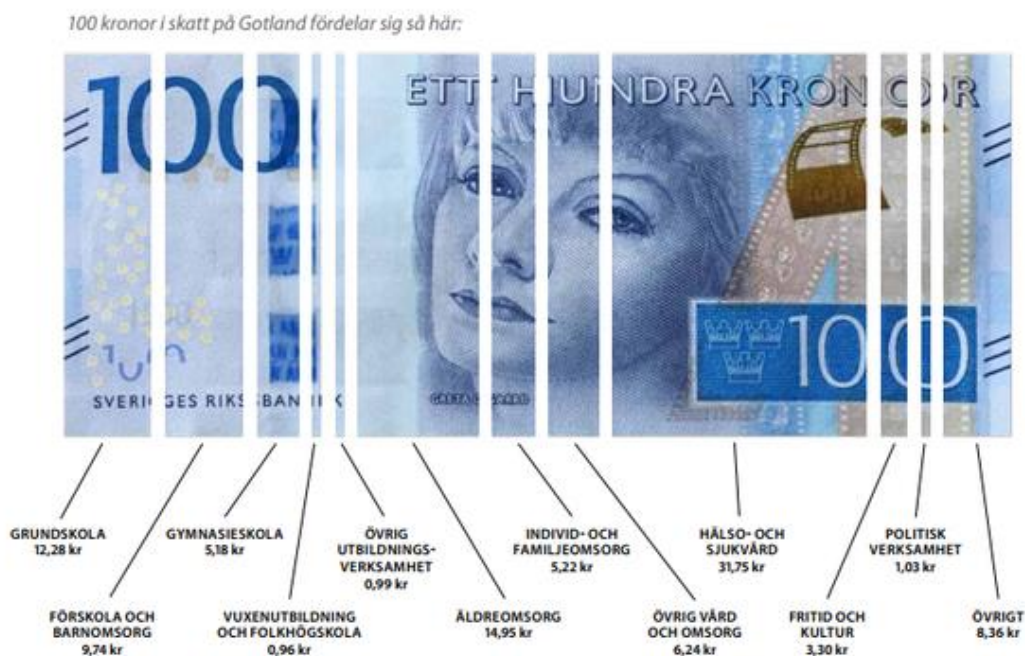 100 kronor i skatt på Gotland fördelar sig så här:
100
ETT HUNDRA KRONOR
SVERIGES RIKSBANK
100
GRUNDSKOLA
12,28 kr
GYMNASIESKOLA
5,18 kr
ÖVRIG
UTBILDNINGS-
VERKSAMHET
0,99 kr
INDIVID- OCH
FAMILJEOMSORG
5,22 kr
HÄLSO- OCH
SJUKVÅRD
31,75 kr
POLITISK
VERKSAMHET
1,03 kr
FÖRSKOLA OCH
BARNOMSORG
9,74 kr
VUXENUTBILDNING
OCH FOLKHÖGSKOLA
0,96 kr
ÄLDREOMSORG
14,95 kr
ÖVRIG VÅRD
OCH OMSORG
6,24 kr
FRITID OCH
KULTUR
3,30 kr
ÖVRIGT
8,36 kr